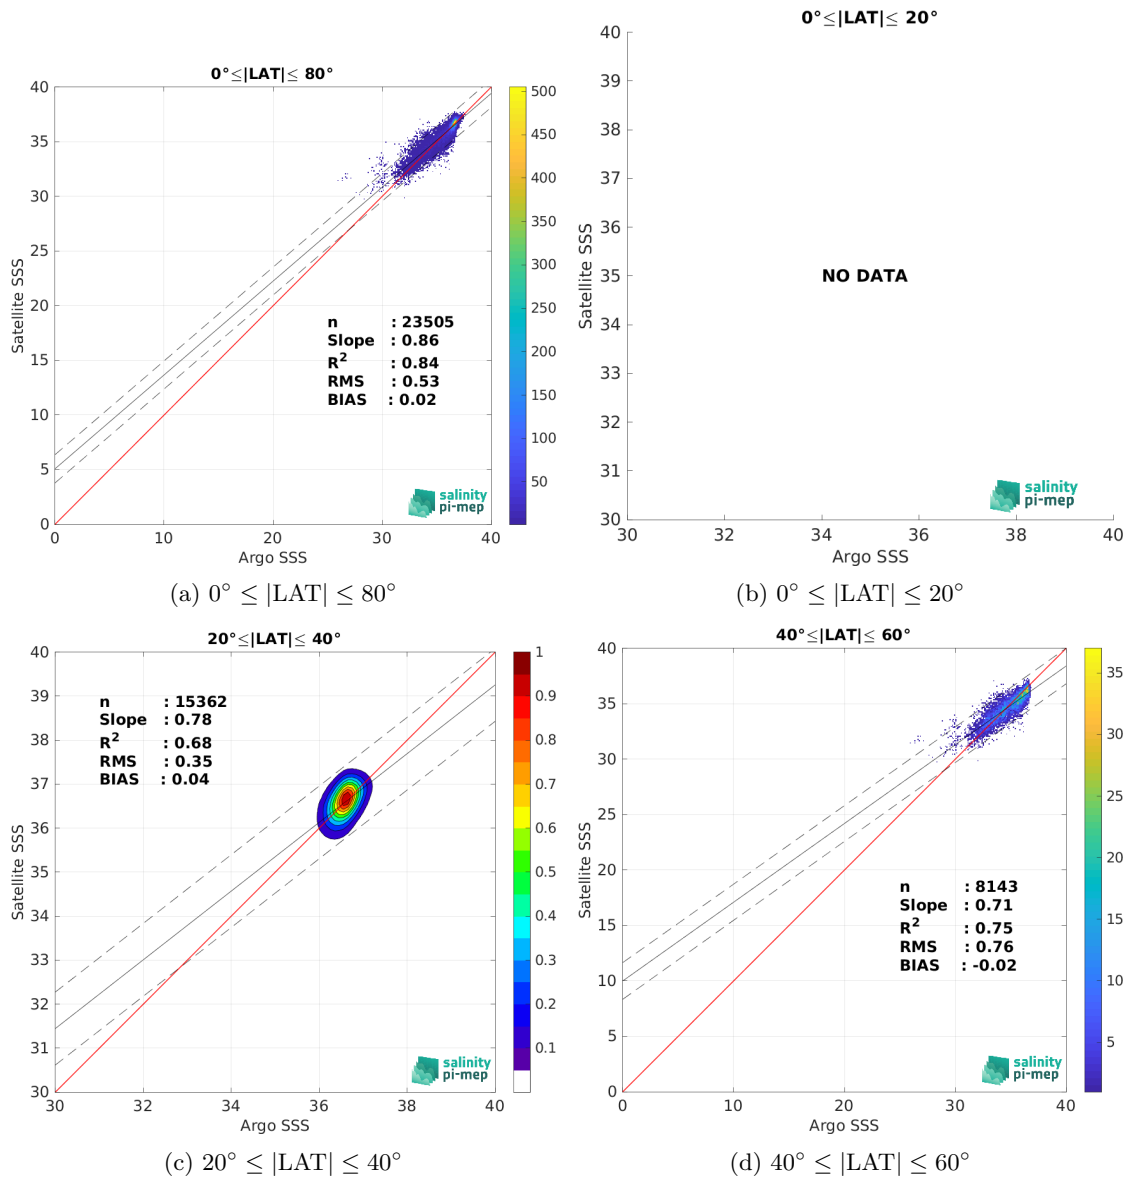 0°≤|LAT|≤ 80°
40
35
30
25
20
15
10
5
0
Satellite SSS
n : 23505
Slope : 0.86
R² : 0.84
RMS : 0.53
BIAS : 0.02
salinity
pi-mep
0 10 20 30 40
Argo SSS
500
450
400
350
300
250
200
150
100
50
(a) 0° ≤ |LAT| ≤ 80°
0°≤|LAT|≤ 20°
40
39
38
37
36
35
34
33
32
31
30
Satellite SSS
NO DATA
salinity
pi-mep
30 32 34 36 38 40
Argo SSS
(b) 0° ≤ |LAT| ≤ 20°
20°≤|LAT|≤ 40°
40
39
38
37
36
35
34
33
32
31
30
Satellite SSS
n : 15362
Slope : 0.78
R² : 0.68
RMS : 0.35
BIAS : 0.04
salinity
pi-mep
30 32 34 36 38 40
Argo SSS
1
0.9
0.8
0.7
0.6
0.5
0.4
0.3
0.2
0.1
(c) 20° ≤ |LAT| ≤ 40°
40°≤|LAT|≤ 60°
40
35
30
25
20
15
10
5
0
Satellite SSS
n : 8143
Slope : 0.71
R² : 0.75
RMS : 0.76
BIAS : -0.02
salinity
pi-mep
0 10 20 30 40
Argo SSS
35
30
25
20
15
10
5
(d) 40° ≤ |LAT| ≤ 60°